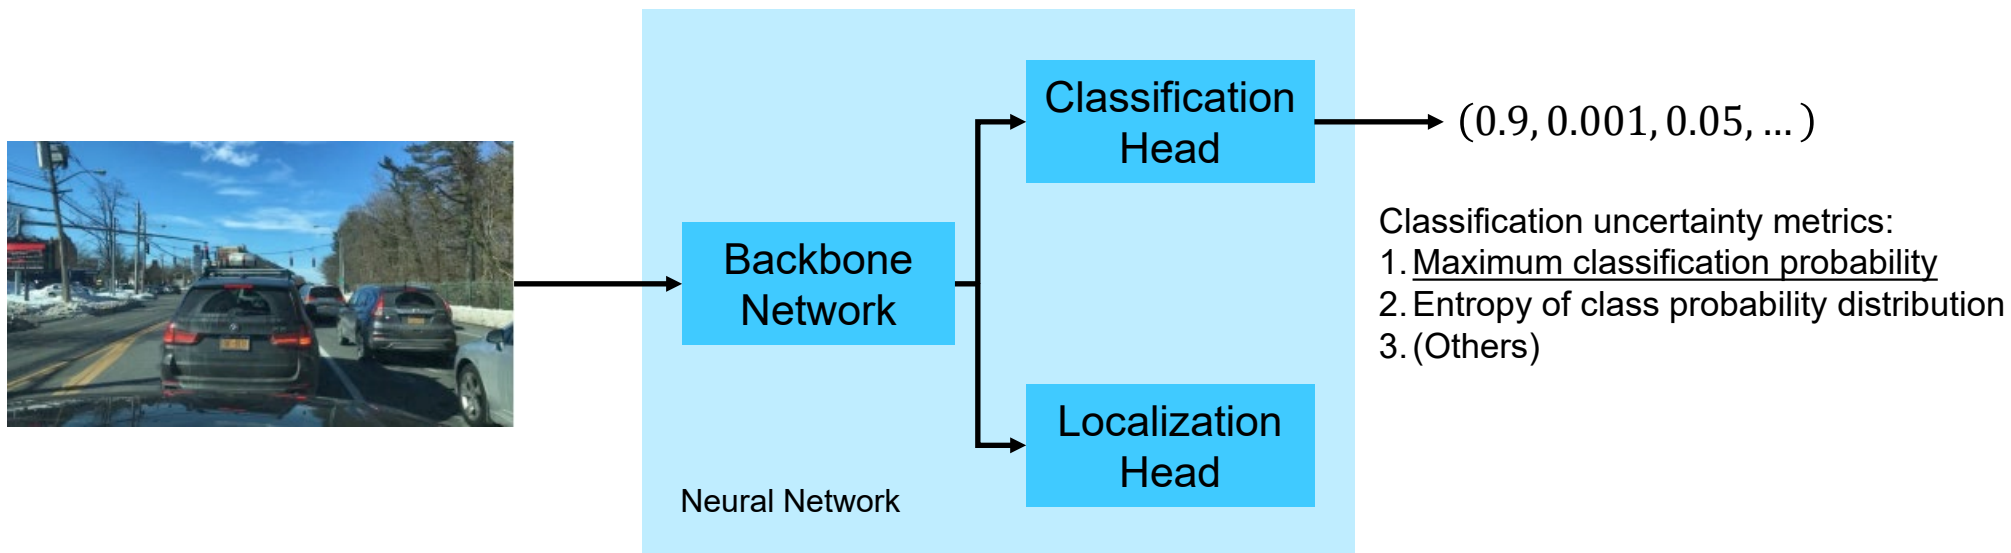 Classification
Head
(0.9, 0.001, 0.05, ... )
Classification uncertainty metrics:
1. Maximum classification probability
2. Entropy of class probability distribution
3. (Others)
Backbone
Network
Localization
Head
Neural Network